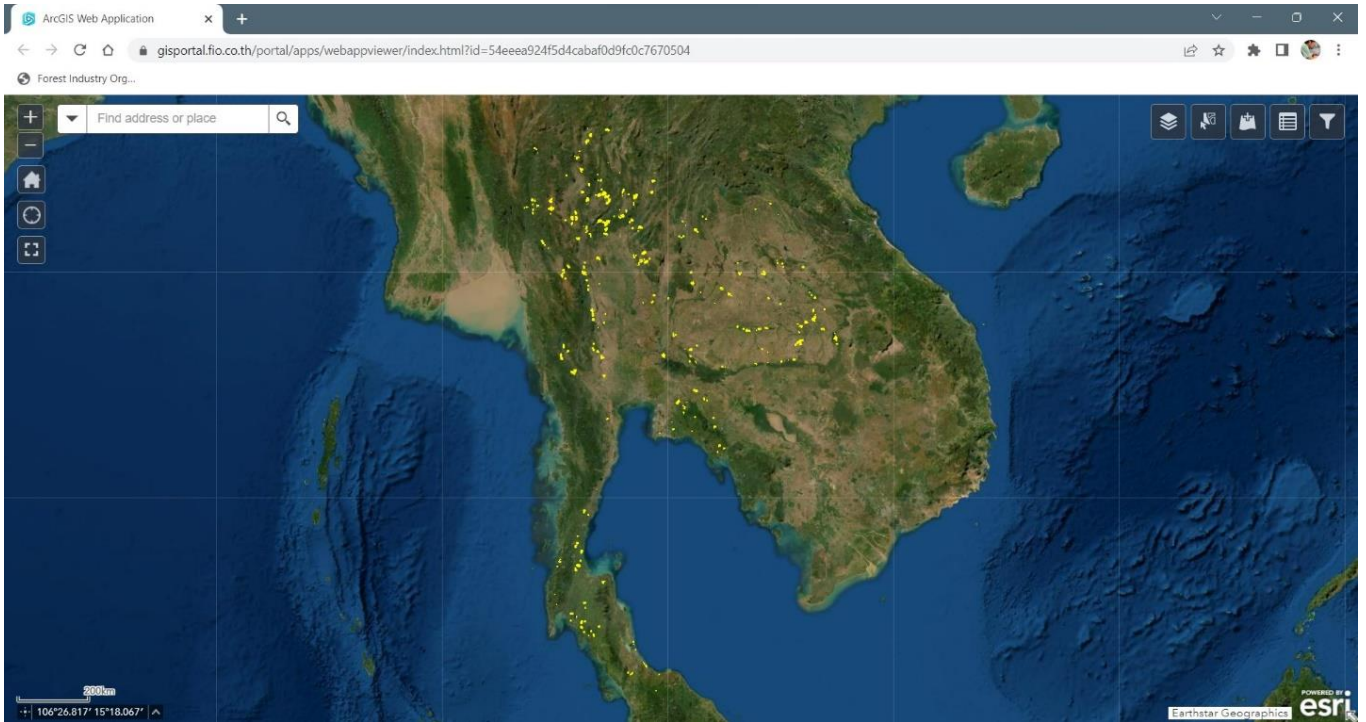 ArcGIS Web Application
gisportal.fio.co.th/portal/apps/webappviewer/index.html?id=54eeea924f5d4cabaf0d9fc0c7670504
Forest Industry Org...
Find address or place
200km
106°26.817' 15°18.067'
Earthstar Geographics
POWERED BY
esri